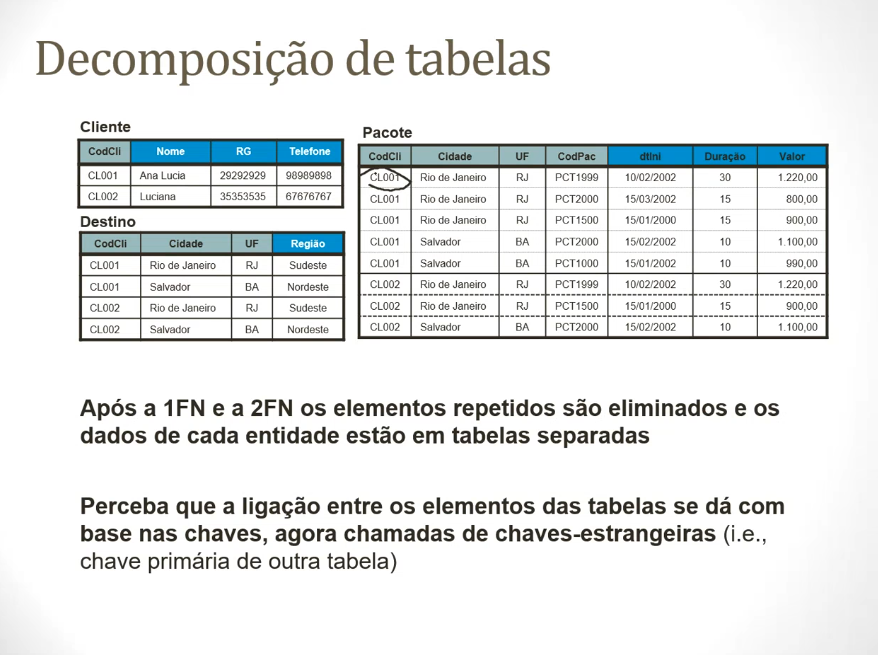 Decomposição de tabelas
Cliente
CodCli Nome RG Telefone
CL001 Ana Lucia 29292929 98989898
CL002 Luciana 35353535 67676767
Destino
CodCli Cidade UF Região
CL001 Rio de Janeiro RJ Sudeste
CL001 Salvador BA Nordeste
CL002 Rio de Janeiro RJ Sudeste
CL002 Salvador BA Nordeste
Pacote
CodCli Cidade UF CodPac dtIni Duração Valor
CL001 Rio de Janeiro RJ PCT1999 10/02/2002 30 1.220,00
CL001 Rio de Janeiro RJ PCT2000 15/03/2002 15 800,00
CL001 Rio de Janeiro RJ PCT1500 15/01/2000 15 900,00
CL001 Salvador BA PCT2000 15/02/2002 10 1.100,00
CL001 Salvador BA PCT1000 15/01/2002 10 990,00
CL002 Rio de Janeiro RJ PCT1999 10/02/2002 30 1.220,00
CL002 Rio de Janeiro RJ PCT1500 15/01/2000 15 900,00
CL002 Salvador BA PCT2000 15/02/2002 10 1.100,00
Após a 1FN e a 2FN os elementos repetidos são eliminados e os
dados de cada entidade estão em tabelas separadas
Perceba que a ligação entre os elementos das tabelas se dá com
base nas chaves, agora chamadas de chaves-estrangeiras (i.e.,
chave primária de outra tabela)